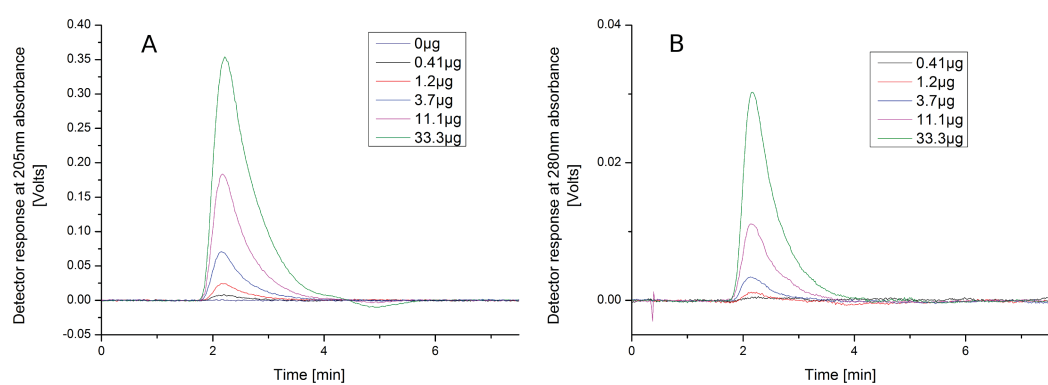 A
0µg
0.41µg
1.2µg
3.7µg
11.1µg
33.3µg
0.40
0.35
0.30
0.25
0.20
0.15
0.10
0.05
0.00
-0.05
0 2 4 6
Time [min]
Detector response at 205nm absorbance
[Volts]
B
0.41µg
1.2µg
3.7µg
11.1µg
33.3µg
0.04
0.02
0.00
0 2 4 6
Time [min]
Detector response at 280nm absorbance
[Volts]